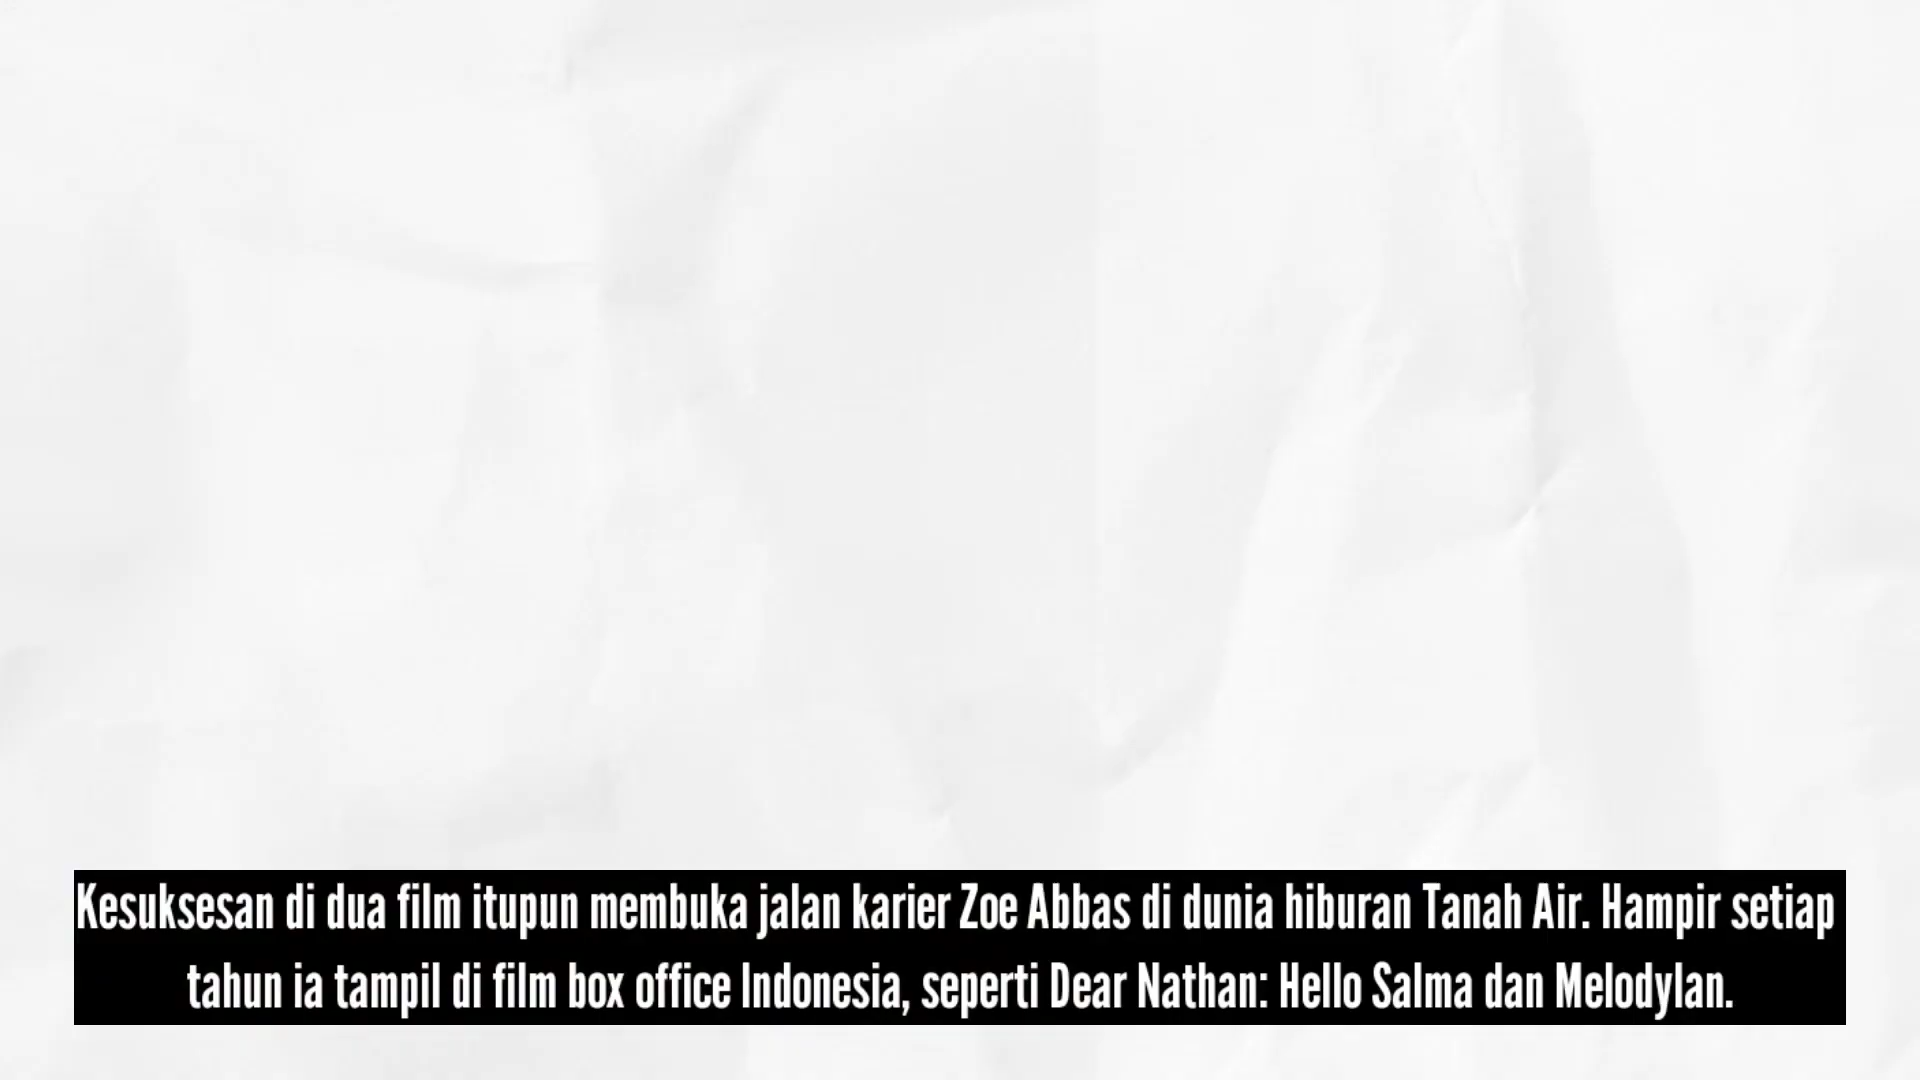 Kesuksesan di dua film itupun membuka jalan karier Zoe Abbas di dunia hiburan Tanah Air. Hampir setiap
tahun ia tampil di film box office Indonesia, seperti Dear Nathan: Hello Salma dan Melodylan.